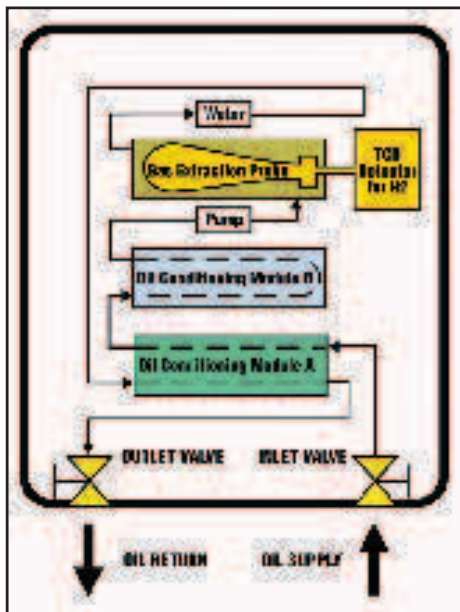 Water
Gas Extraction Probe
TCD
Detector
for H2
Pump
Oil Conditioning Module
Oil Conditioning Module A
OUTLET VALVE
INLET VALVE
OIL RETURN
OIL SUPPLY